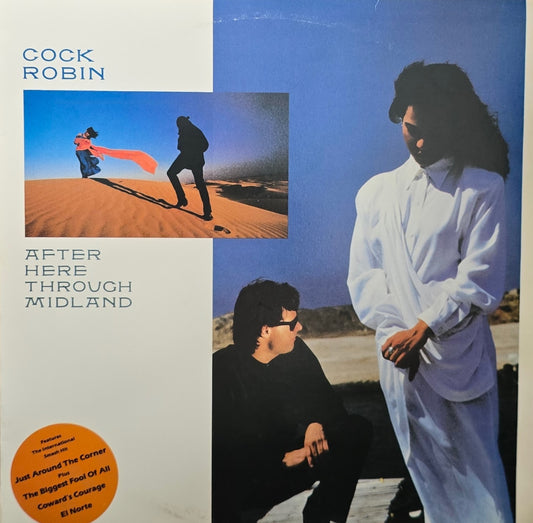 COCK
ROBIN
AFTER
HERE
THROUGH
MIDLAND
Features
The International
Smash Hit
Just Around The Corner
Plus
The Biggest Fool Of All
Coward's Courage
El Norte